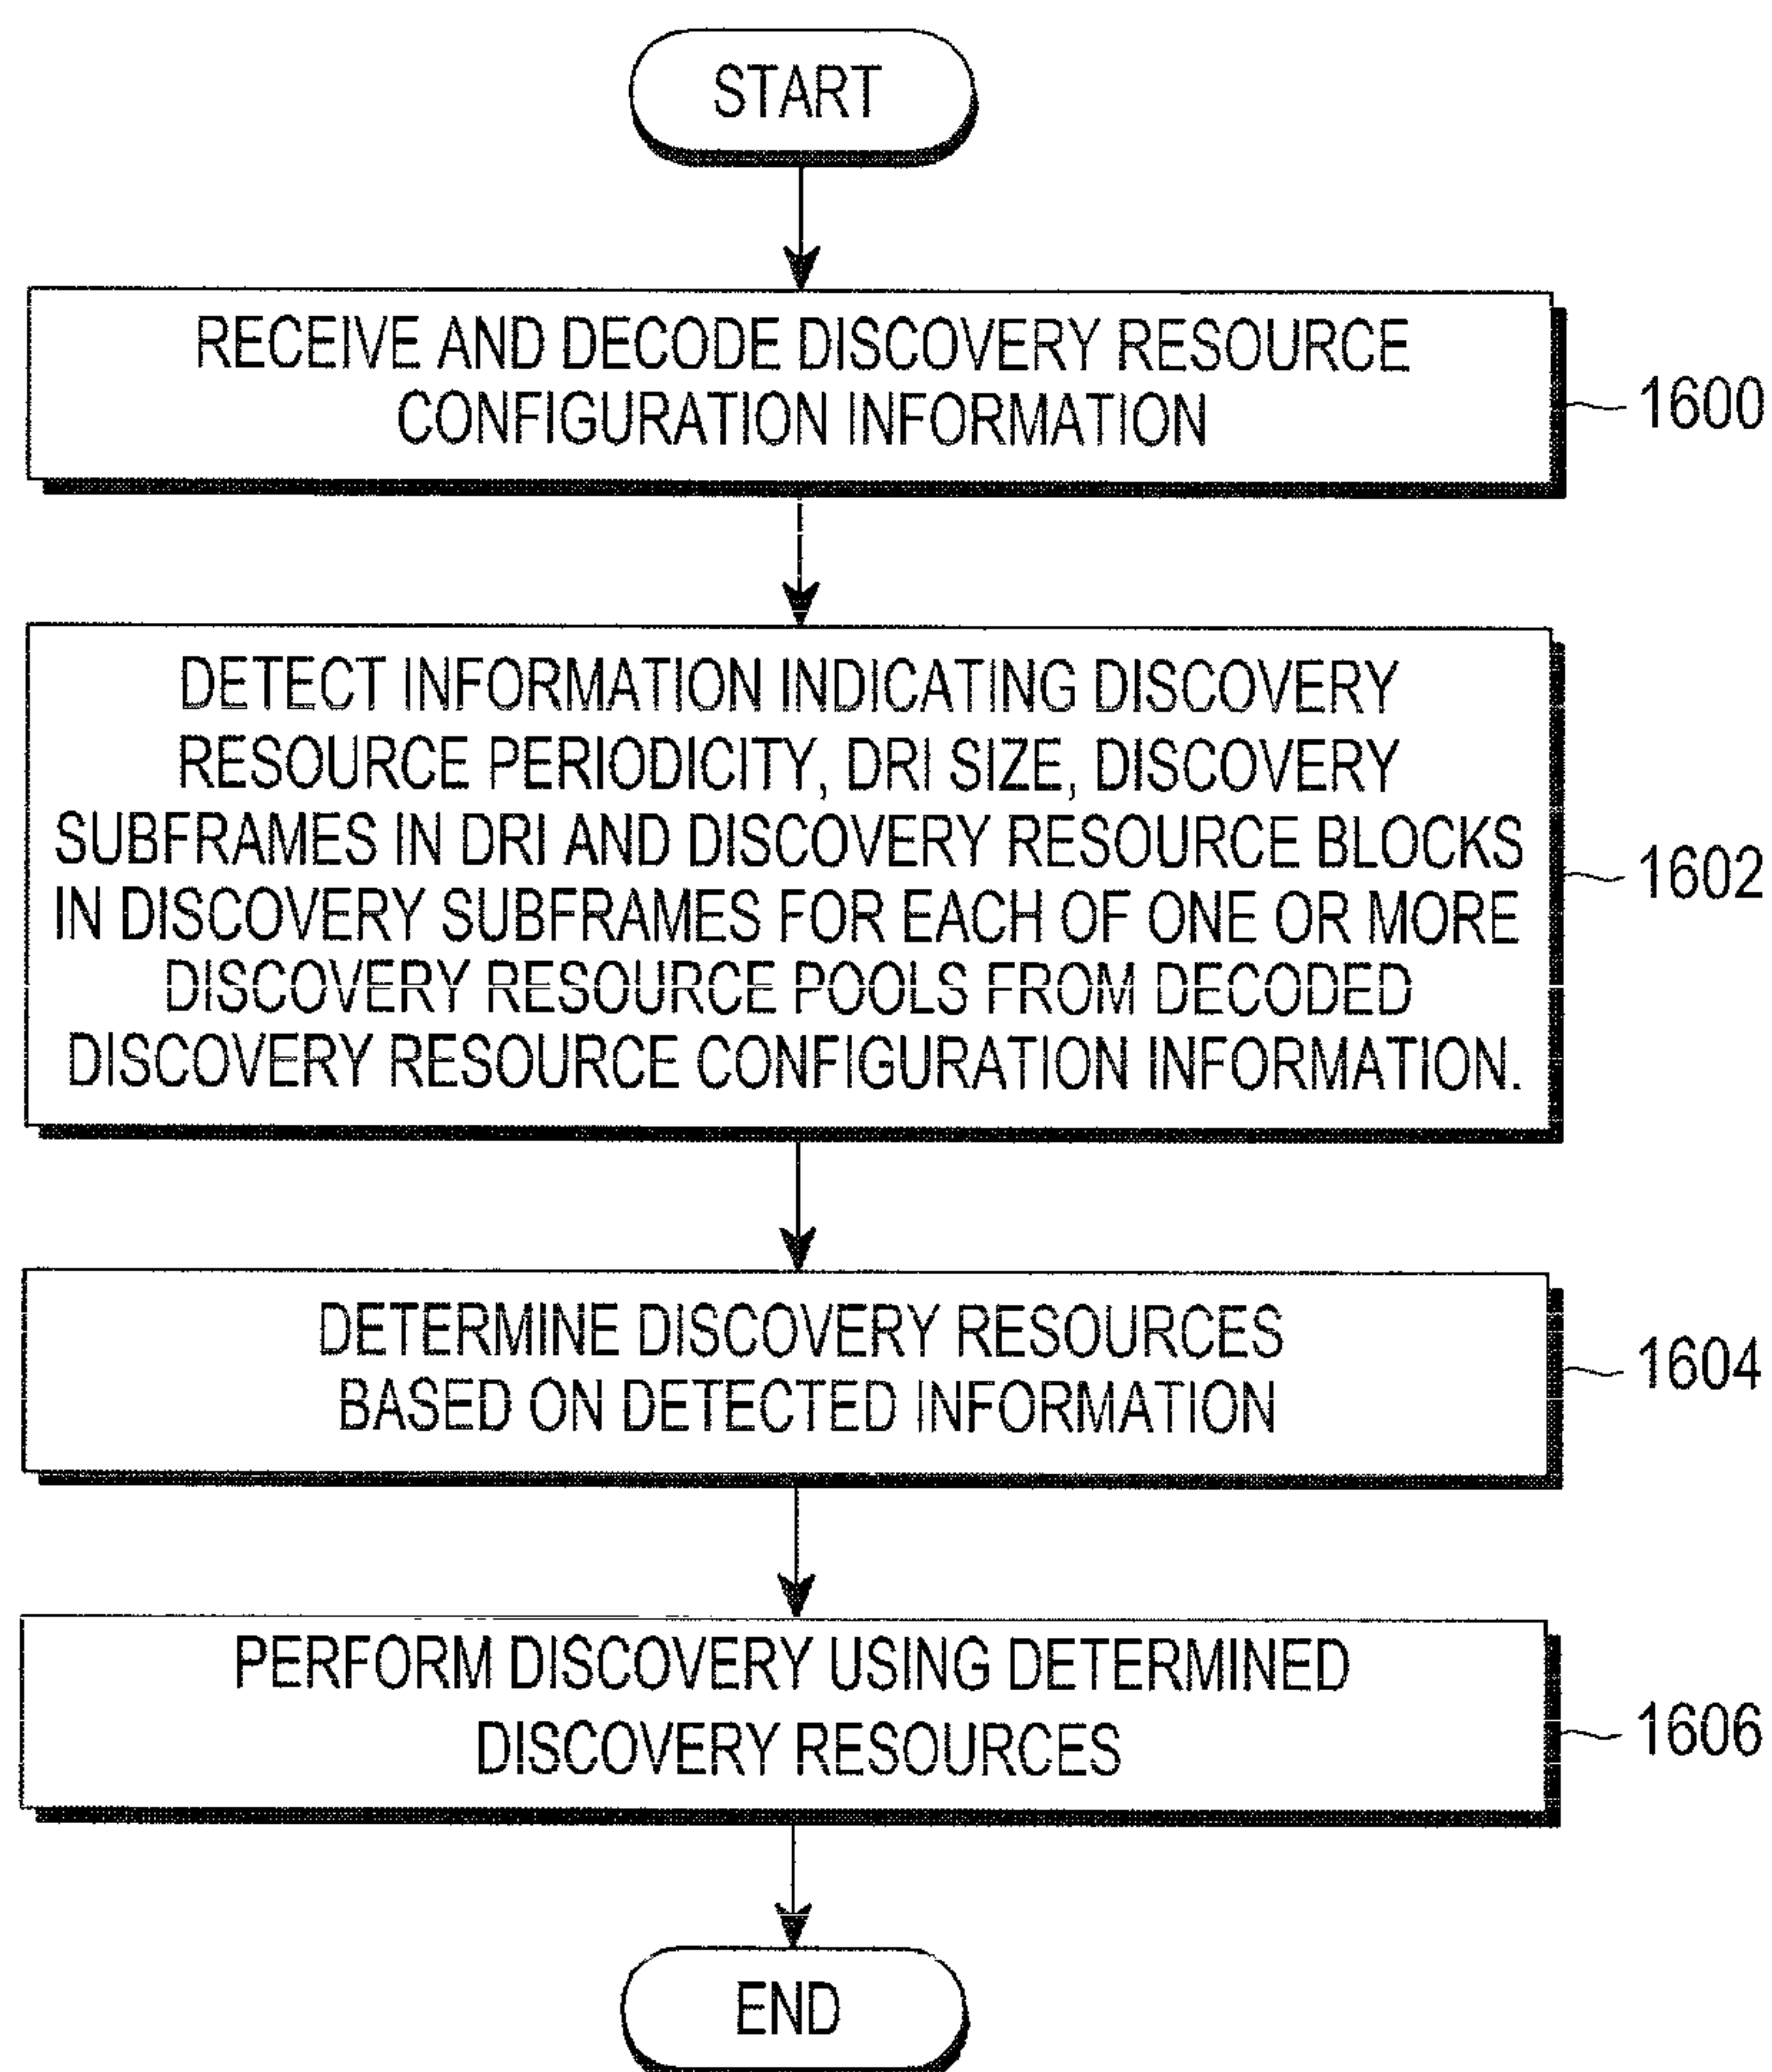 START
RECEIVE AND DECODE DISCOVERY RESOURCE
CONFIGURATION INFORMATION
1600
DETECT INFORMATION INDICATING DISCOVERY
RESOURCE PERIODICITY, DRI SIZE, DISCOVERY
SUBFRAMES IN DRI AND DISCOVERY RESOURCE BLOCKS
IN DISCOVERY SUBFRAMES FOR EACH OF ONE OR MORE
DISCOVERY RESOURCE POOLS FROM DECODED
DISCOVERY RESOURCE CONFIGURATION INFORMATION.
1602
DETERMINE DISCOVERY RESOURCES
BASED ON DETECTED INFORMATION
1604
PERFORM DISCOVERY USING DETERMINED
DISCOVERY RESOURCES
1606
END